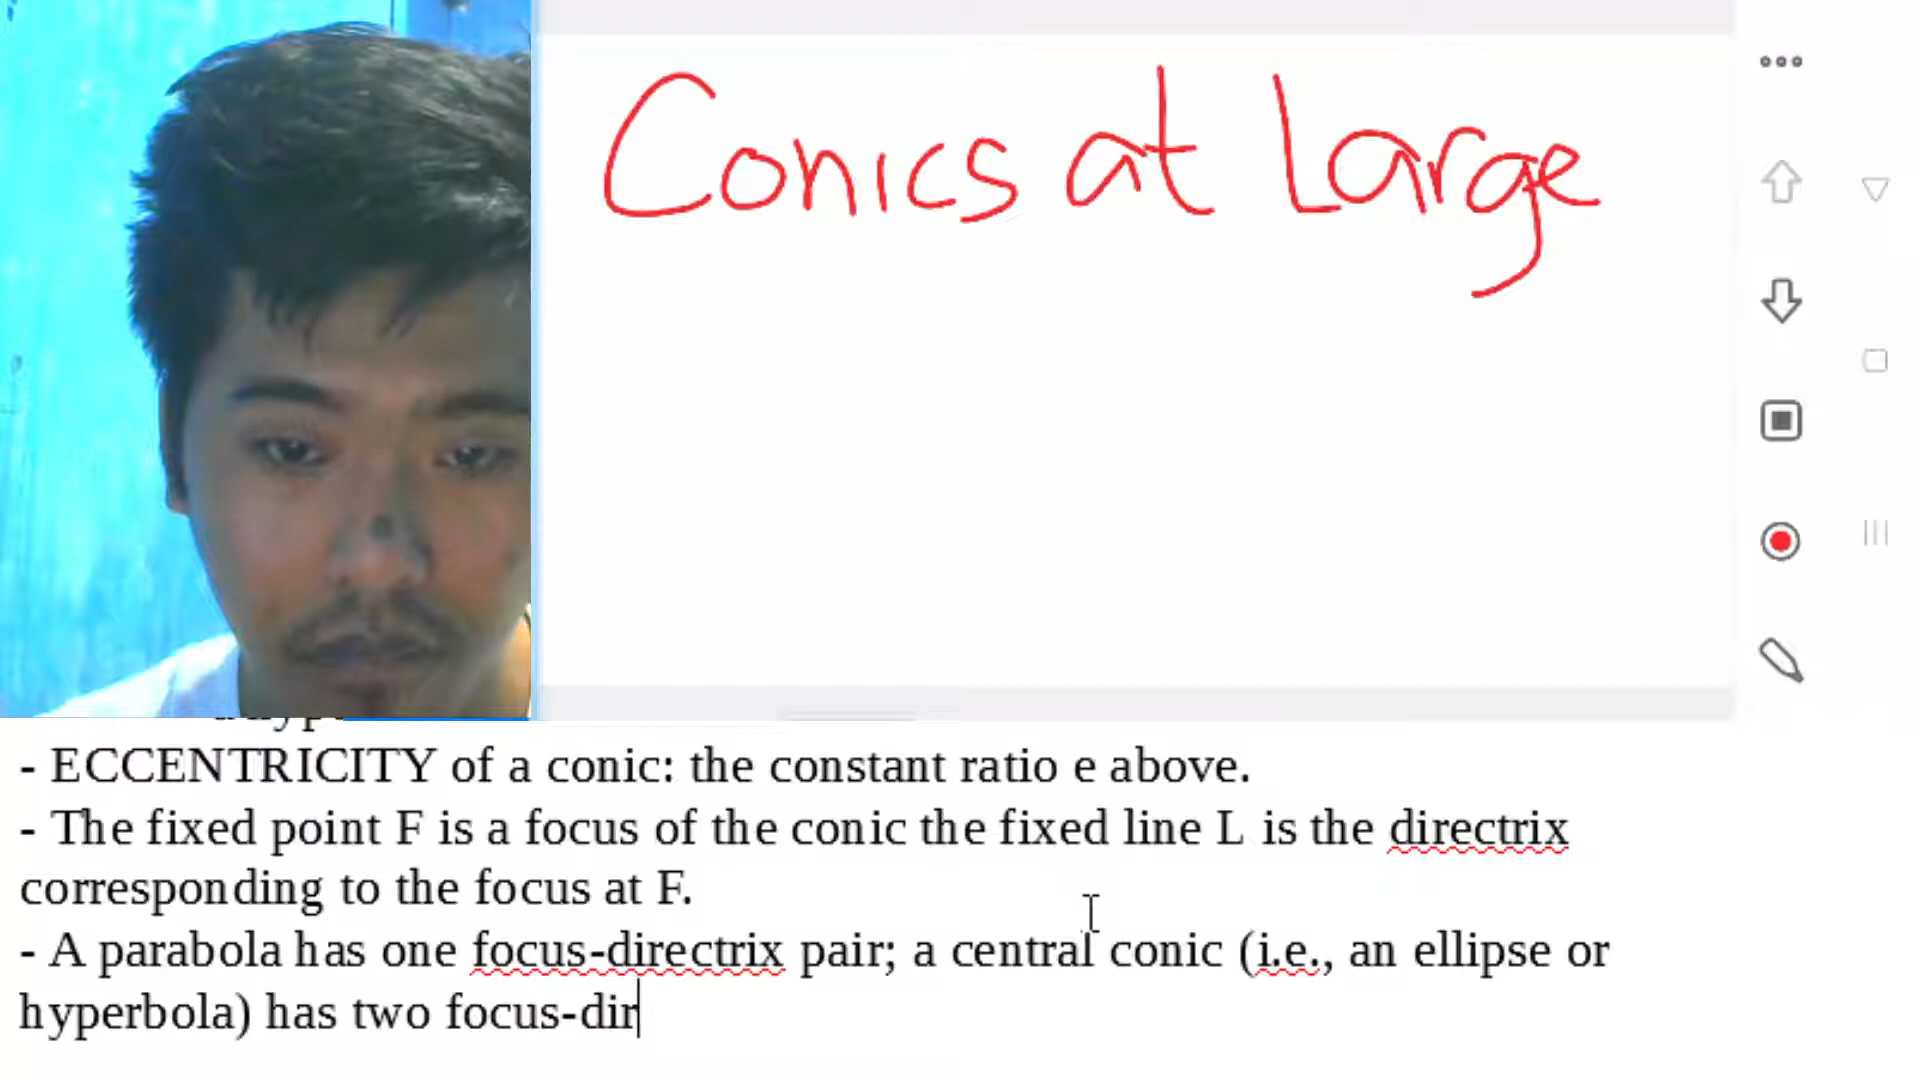 Conics at Large
- ECCENTRICITY of a conic: the constant ratio e above.
- The fixed point F is a focus of the conic the fixed line L is the directrix
corresponding to the focus at F.
- A parabola has one focus-directrix pair; a central conic (i.e., an ellipse or
hyperbola) has two focus-dir